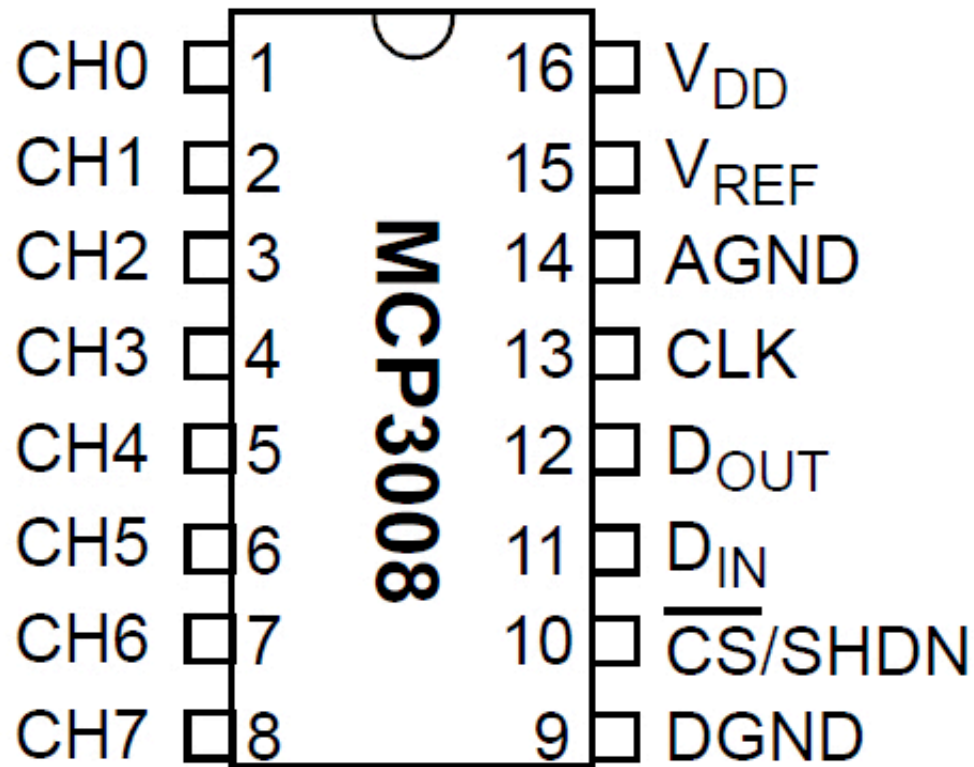 CH0 1 16 VDD
CH1 2 15 VREF
CH2 3 14 AGND
CH3 4 13 CLK
CH4 5 12 DOUT
CH5 6 11 DIN
CH6 7 10 C̅S̅/SHDN
CH7 8 9 DGND
MCP3008